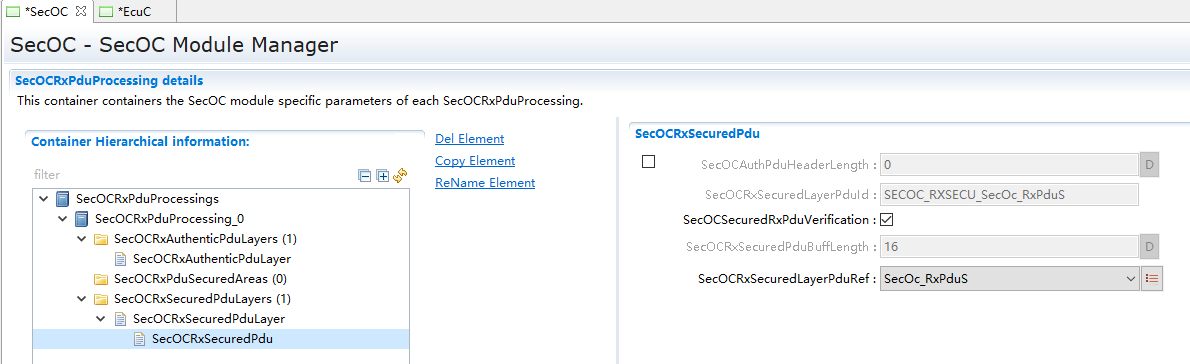 *SecOC
*EcuC
SecOC - SecOC Module Manager
SecOCRxPduProcessing details
This container containers the SecOC module specific parameters of each SecOCRxPduProcessing.
Container Hierarchical information:
filter
SecOCRxPduProcessings
SecOCRxPduProcessing_0
SecOCRxAuthenticPduLayers (1)
SecOCRxAuthenticPduLayer
SecOCRxPduSecuredAreas (0)
SecOCRxSecuredPduLayers (1)
SecOCRxSecuredPduLayer
SecOCRxSecuredPdu
Del Element
Copy Element
ReName Element
SecOCRxSecuredPdu
SecOCAuthPduHeaderLength : 0 D
SecOCRxSecuredLayerPduId : SECOC_RXSECU_SecOc_RxPduS
SecOCSecuredRxPduVerification :
SecOCRxSecuredPduBuffLength : 16 D
SecOCRxSecuredLayerPduRef : SecOc_RxPduS